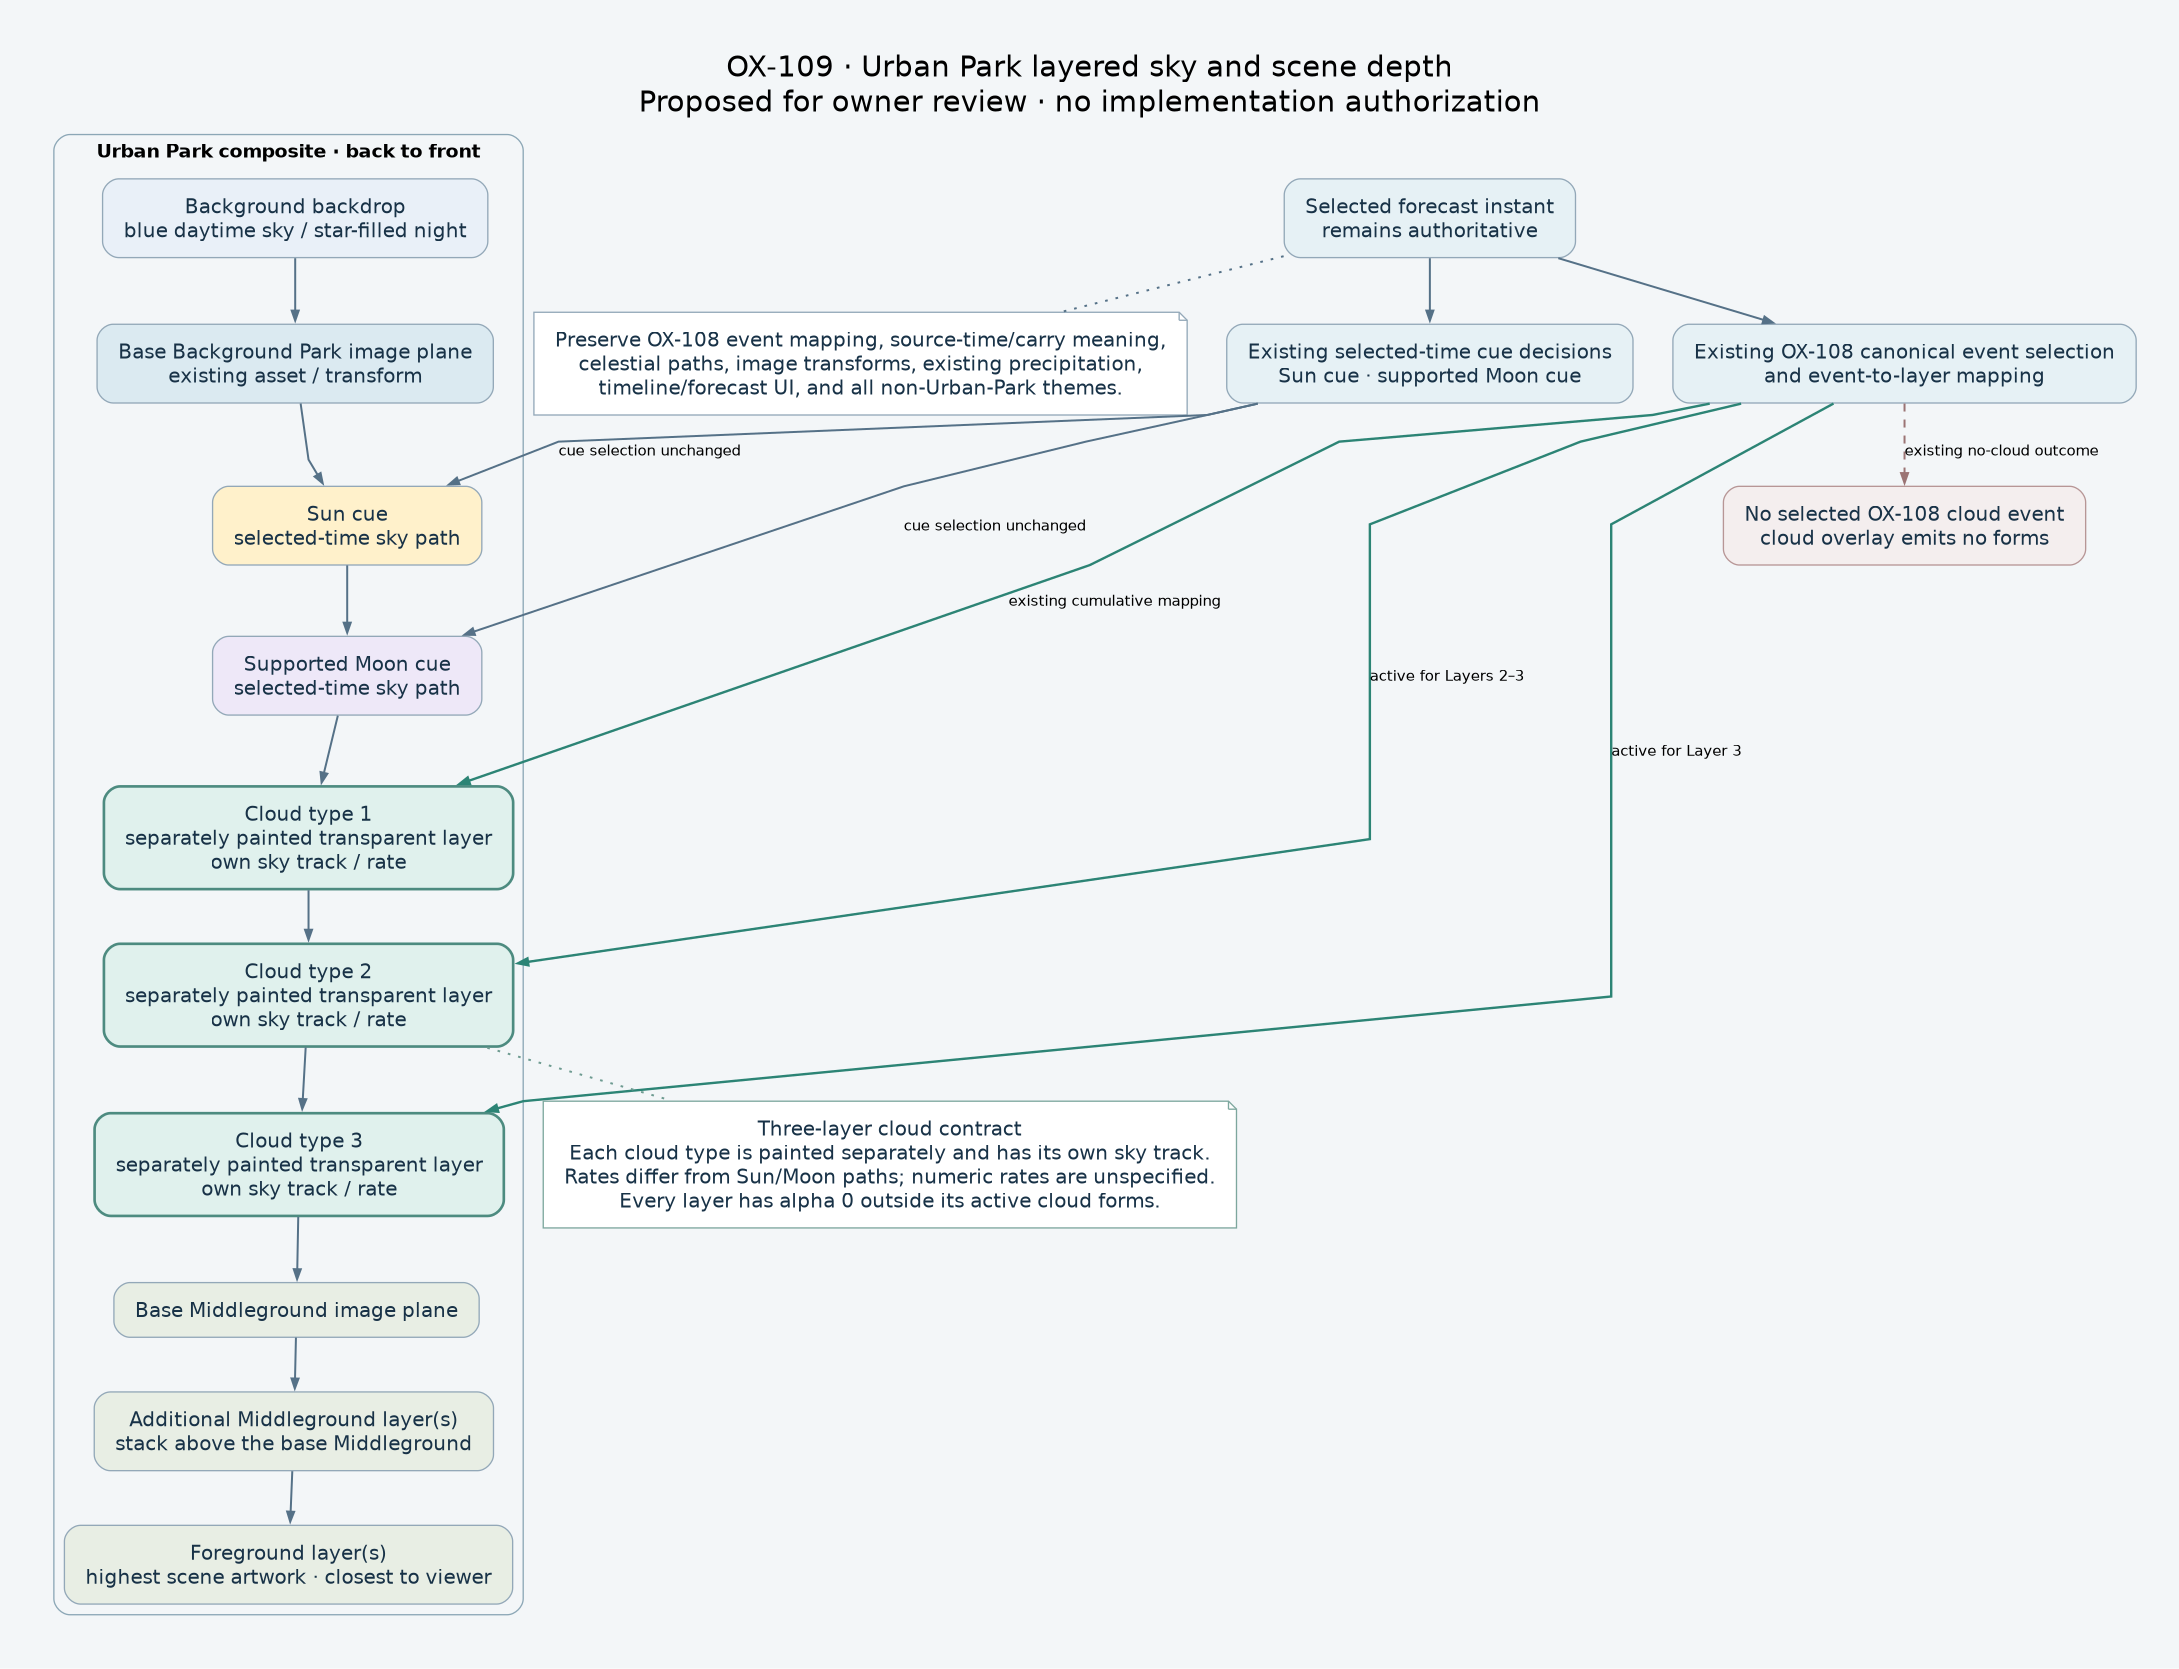 OX-109 · Urban Park layered sky and scene depth
Proposed for owner review · no implementation authorization
Urban Park composite · back to front
Background backdrop
blue daytime sky / star-filled night
Selected forecast instant
remains authoritative
Base Background Park image plane
existing asset / transform
Preserve OX-108 event mapping, source-time/carry meaning,
celestial paths, image transforms, existing precipitation,
timeline/forecast UI, and all non-Urban-Park themes.
Existing selected-time cue decisions
Sun cue · supported Moon cue
Existing OX-108 canonical event selection
and event-to-layer mapping
cue selection unchanged
existing no-cloud outcome
Sun cue
selected-time sky path
cue selection unchanged
No selected OX-108 cloud event
cloud overlay emits no forms
existing cumulative mapping
Supported Moon cue
selected-time sky path
active for Layers 2–3
active for Layer 3
Cloud type 1
separately painted transparent layer
own sky track / rate
Cloud type 2
separately painted transparent layer
own sky track / rate
Cloud type 3
separately painted transparent layer
own sky track / rate
Three-layer cloud contract
Each cloud type is painted separately and has its own sky track.
Rates differ from Sun/Moon paths; numeric rates are unspecified.
Every layer has alpha 0 outside its active cloud forms.
Base Middleground image plane
Additional Middleground layer(s)
stack above the base Middleground
Foreground layer(s)
highest scene artwork · closest to viewer